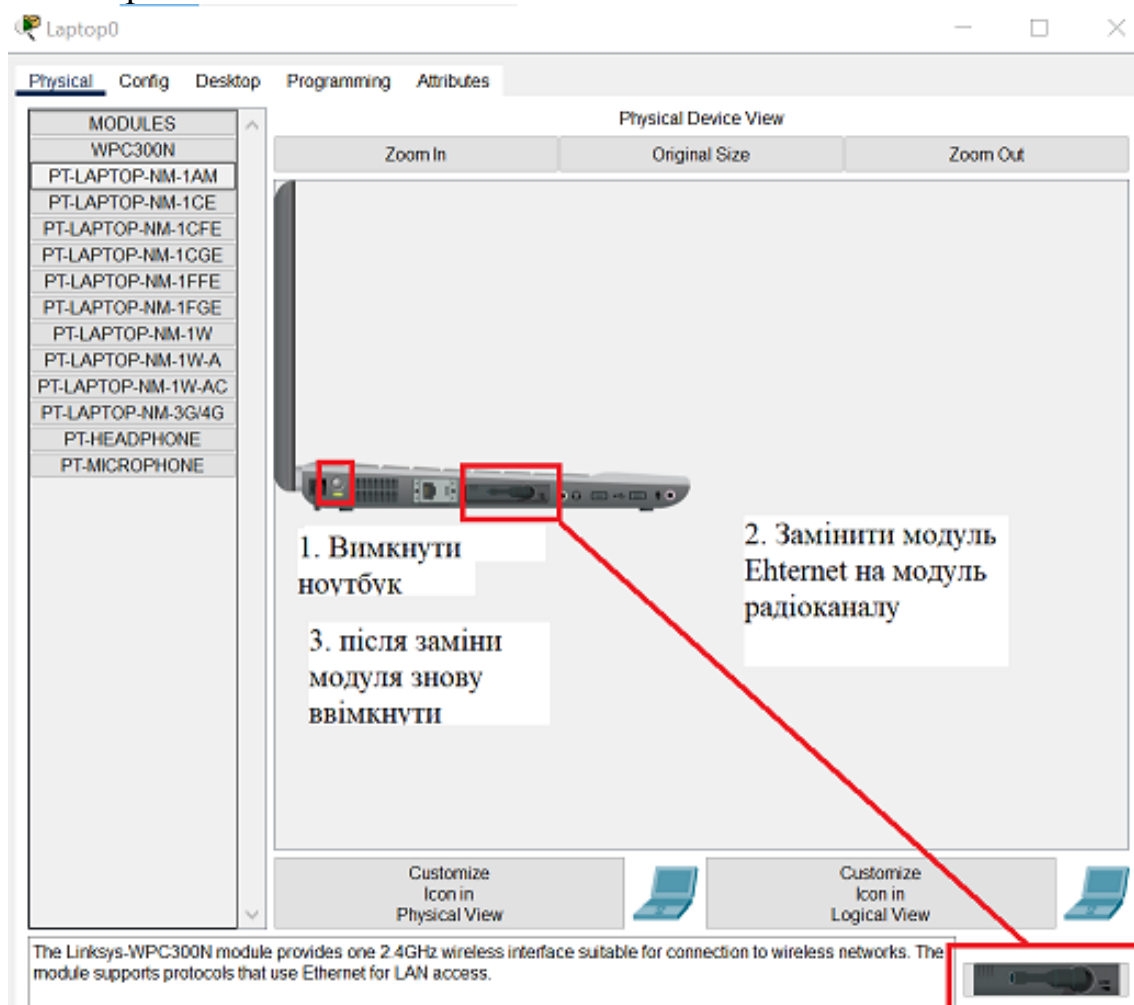 Laptop0
Physical Config Desktop Programming Attributes
MODULES
WPC300N
PT-LAPTOP-NM-1AM
PT-LAPTOP-NM-1CE
PT-LAPTOP-NM-1CFE
PT-LAPTOP-NM-1CGE
PT-LAPTOP-NM-1FFE
PT-LAPTOP-NM-1FGE
PT-LAPTOP-NM-1W
PT-LAPTOP-NM-1W-A
PT-LAPTOP-NM-1W-AC
PT-LAPTOP-NM-3G/4G
PT-HEADPHONE
PT-MICROPHONE
Physical Device View
Zoom In Original Size Zoom Out
1. Вимкнути
ноутбук
2. Замінити модуль
Ehternet на модуль
радіоканалу
3. після заміни
модуля знову
ввімкнути
Customize
Icon in
Physical View
Customize
Icon in
Logical View
The Linksys-WPC300N module provides one 2.4GHz wireless interface suitable for connection to wireless networks. The
module supports protocols that use Ethernet for LAN access.